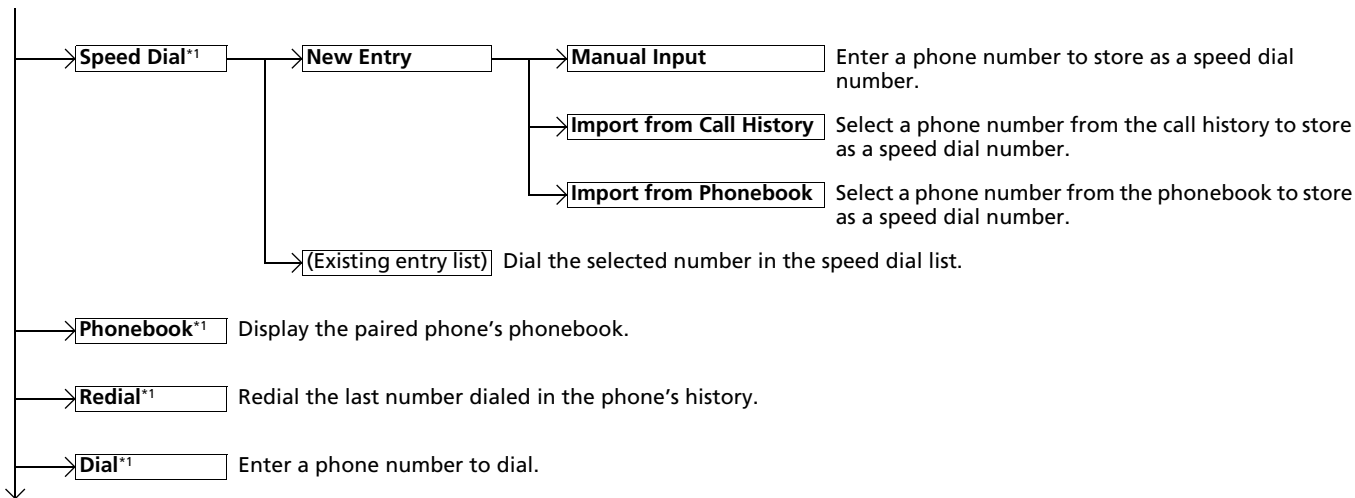 Speed Dial*1
New Entry
Manual Input
Enter a phone number to store as a speed dial
number.
Import from Call History
Select a phone number from the call history to store
as a speed dial number.
Import from Phonebook
Select a phone number from the phonebook to store
as a speed dial number.
(Existing entry list)
Dial the selected number in the speed dial list.
Phonebook*1
Display the paired phone’s phonebook.
Redial*1
Redial the last number dialed in the phone’s history.
Dial*1
Enter a phone number to dial.